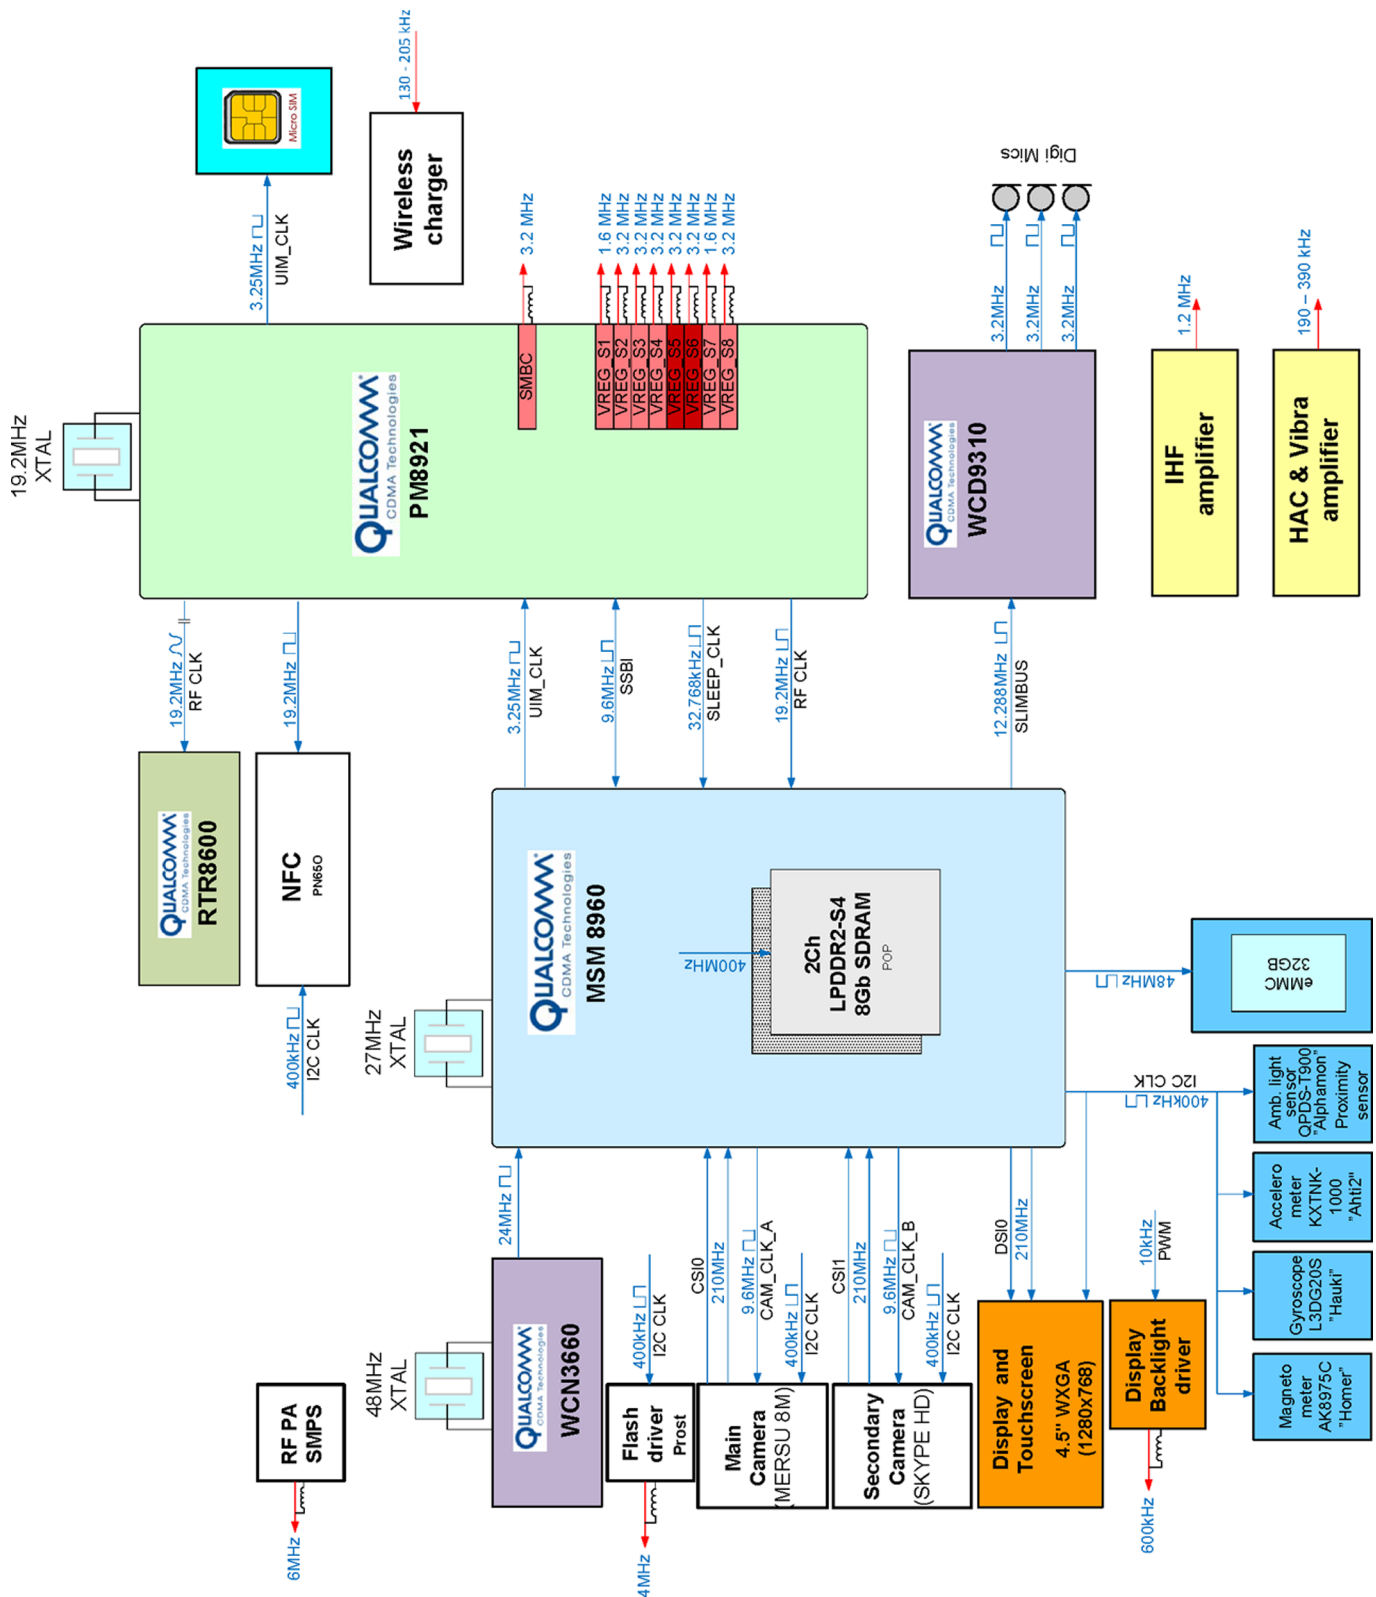 6MHz
RF PA
SMPS
48MHz
XTAL
QUALCOMM®
CDMA Technologies
WCN3660
24MHz
4MHz
Flash
driver
Prost
400kHz
I2C CLK
Main
Camera
(MERSU 8M)
CSI0
210MHz
9.6MHz
CAM_CLK_A
400kHz
I2C CLK
Secondary
Camera
(SKYPE HD)
CSI1
210MHz
9.6MHz
CAM_CLK_B
400kHz
I2C CLK
Display and
Touchscreen
4.5" WXGA
(1280x768)
DSI0
210MHz
600kHz
Display
Backlight
driver
10kHz
PWM
Magneto
meter
AK8975C
"Homer"
Gyroscope
L3DG20S
"Hauki"
Accelero
meter
KXTNK-
1000
"Ahti2"
Amb. light
sensor
QPDS-T900
"Alphamon"
Proximity
sensor
400kHz
I2C CLK
48MHz
eMMC
32GB
27MHz
XTAL
QUALCOMM®
CDMA Technologies
MSM 8960
400MHz
2Ch
LPDDR2-S4
8Gb SDRAM
POP
400kHz
I2C CLK
NFC
PN65O
QUALCOMM®
CDMA Technologies
RTR8600
19.2MHz
RF CLK
19.2MHz
3.25MHz
UIM_CLK
9.6MHz
SSBI
32.768kHz
SLEEP_CLK
19.2MHz
RF CLK
12.288MHz
SLIMBUS
19.2MHz
XTAL
QUALCOMM®
CDMA Technologies
PM8921
SMBC
3.2 MHz
VREG_S1
1.6 MHz
VREG_S2
3.2 MHz
VREG_S3
3.2 MHz
VREG_S4
3.2 MHz
VREG_S5
3.2 MHz
VREG_S6
3.2 MHz
VREG_S7
1.6 MHz
VREG_S8
3.2 MHz
3.25MHz
UIM_CLK
Micro SIM
130 - 205 kHz
Wireless
charger
QUALCOMM®
CDMA Technologies
WCD9310
3.2MHz
3.2MHz
3.2MHz
Digi Mics
IHF
amplifier
1.2 MHz
HAC & Vibra
amplifier
190 – 390 kHz